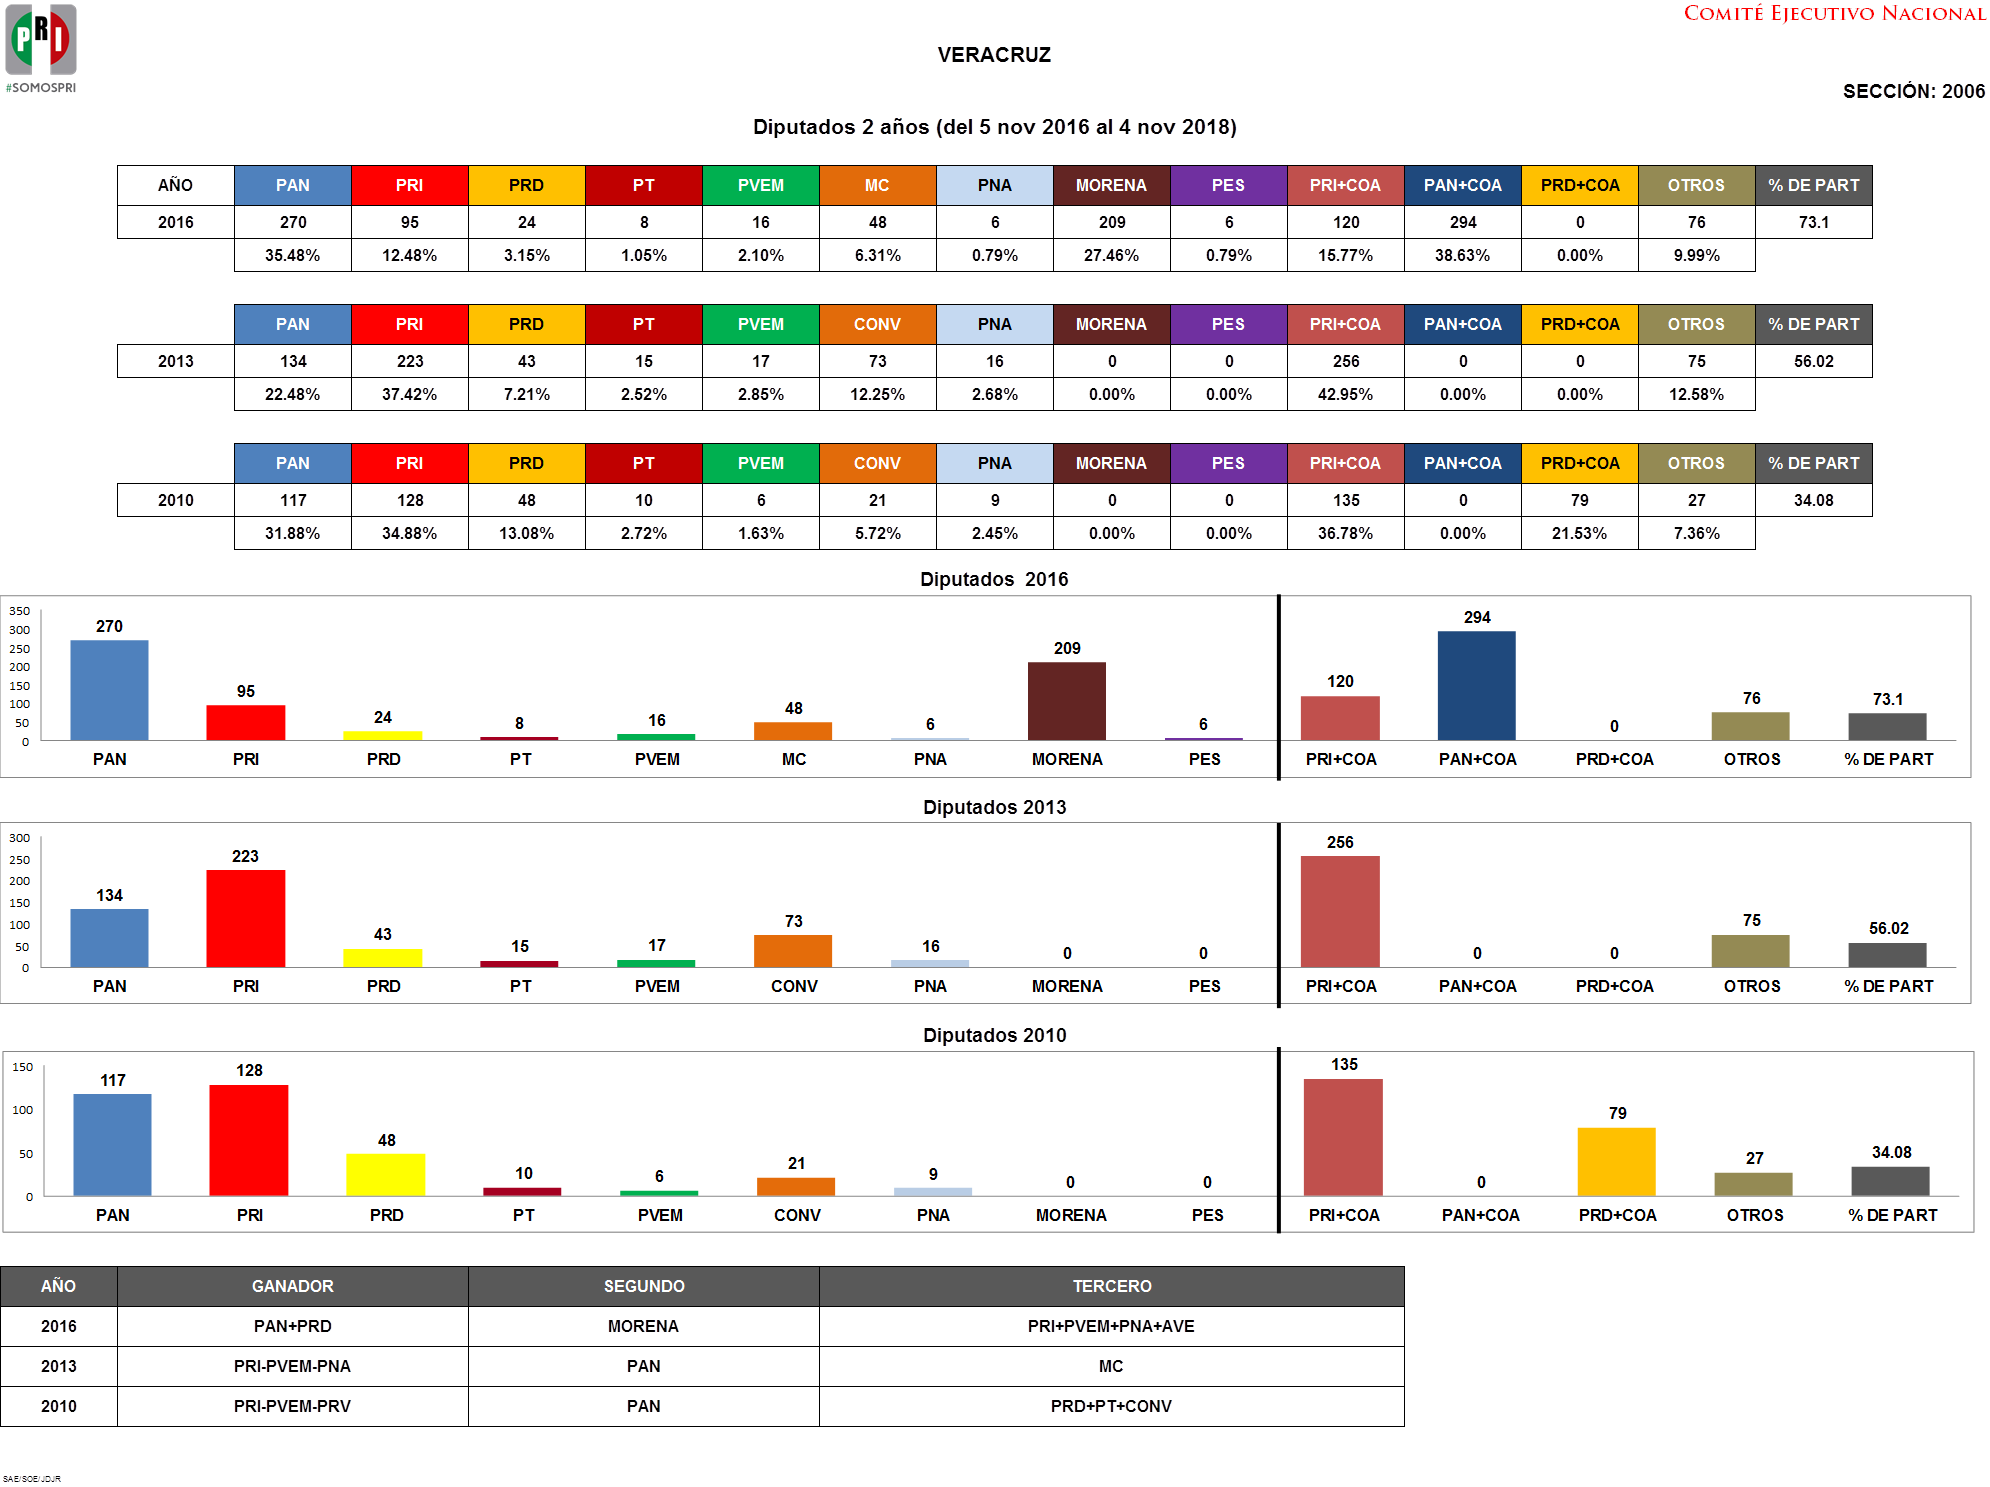 PRI
#SOMOSPRI
COMITÉ EJECUTIVO NACIONAL
VERACRUZ
SECCIÓN: 2006
Diputados 2 años (del 5 nov 2016 al 4 nov 2018)
AÑO PAN PRI PRD PT PVEM MC PNA MORENA PES PRI+COA PAN+COA PRD+COA OTROS % DE PART
2016 270 95 24 8 16 48 6 209 6 120 294 0 76 73.1
35.48% 12.48% 3.15% 1.05% 2.10% 6.31% 0.79% 27.46% 0.79% 15.77% 38.63% 0.00% 9.99%
PAN PRI PRD PT PVEM CONV PNA MORENA PES PRI+COA PAN+COA PRD+COA OTROS % DE PART
2013 134 223 43 15 17 73 16 0 0 256 0 0 75 56.02
22.48% 37.42% 7.21% 2.52% 2.85% 12.25% 2.68% 0.00% 0.00% 42.95% 0.00% 0.00% 12.58%
PAN PRI PRD PT PVEM CONV PNA MORENA PES PRI+COA PAN+COA PRD+COA OTROS % DE PART
2010 117 128 48 10 6 21 9 0 0 135 0 79 27 34.08
31.88% 34.88% 13.08% 2.72% 1.63% 5.72% 2.45% 0.00% 0.00% 36.78% 0.00% 21.53% 7.36%
Diputados 2016
350
300
250
200
150
100
50
0
270 95 24 8 16 48 6 209 6 120 294 0 76 73.1
PAN PRI PRD PT PVEM MC PNA MORENA PES PRI+COA PAN+COA PRD+COA OTROS % DE PART
Diputados 2013
300
250
200
150
100
50
0
134 223 43 15 17 73 16 0 0 256 0 0 75 56.02
PAN PRI PRD PT PVEM CONV PNA MORENA PES PRI+COA PAN+COA PRD+COA OTROS % DE PART
Diputados 2010
150
100
50
0
117 128 48 10 6 21 9 0 0 135 0 79 27 34.08
PAN PRI PRD PT PVEM CONV PNA MORENA PES PRI+COA PAN+COA PRD+COA OTROS % DE PART
AÑO GANADOR SEGUNDO TERCERO
2016 PAN+PRD MORENA PRI+PVEM+PNA+AVE
2013 PRI-PVEM-PNA PAN MC
2010 PRI-PVEM-PRV PAN PRD+PT+CONV
SAE/SOE/JDJR